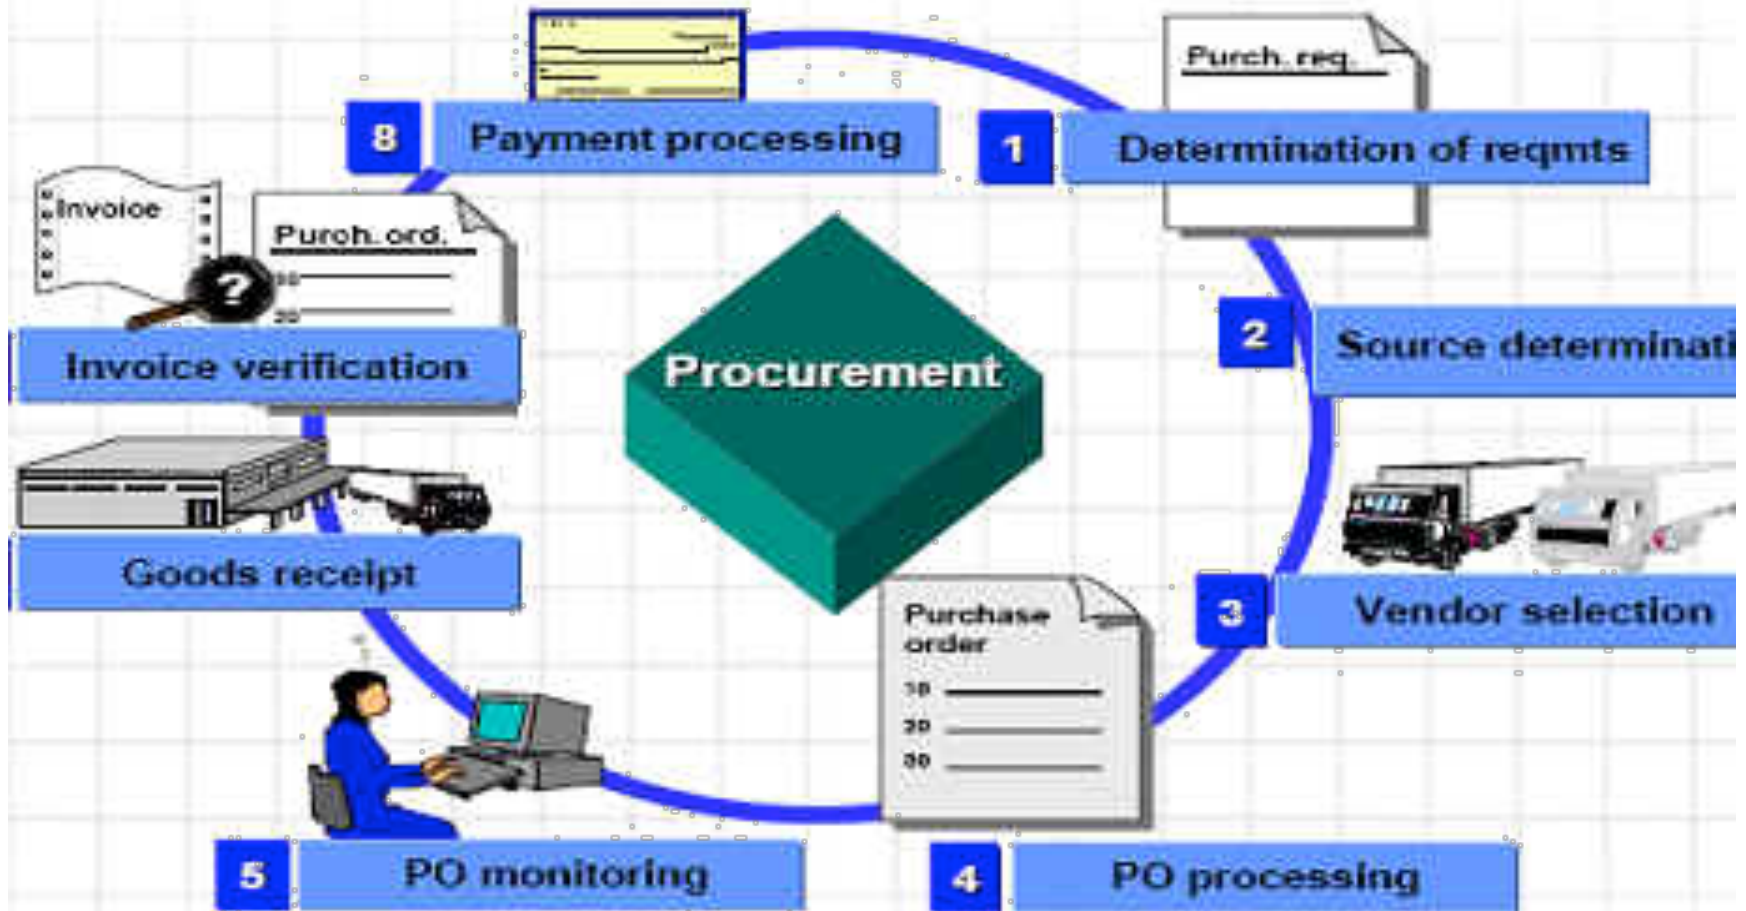 Purch. req.
8 Payment processing
1 Determination of reqmts
Invoice
Purch. ord.
?
20
2 Source determinati
Invoice verification
Procurement
Goods receipt
3 Vendor selection
Purchase
order
10
20
30
5 PO monitoring
4 PO processing